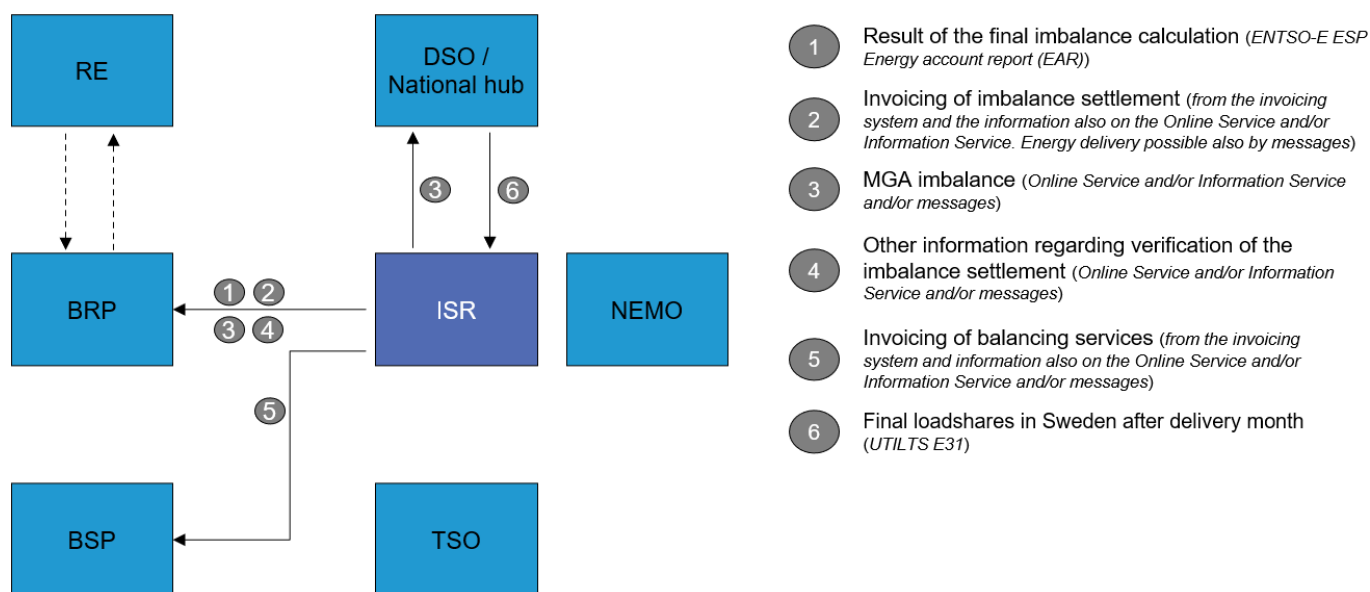 RE
DSO /
National hub
3
6
BRP
1 2
3 4
ISR
NEMO
5
BSP
TSO
1
Result of the final imbalance calculation (ENTSO-E ESP
Energy account report (EAR))
2
Invoicing of imbalance settlement (from the invoicing
system and the information also on the Online Service and/or
Information Service. Energy delivery possible also by messages)
3
MGA imbalance (Online Service and/or Information Service
and/or messages)
4
Other information regarding verification of the
imbalance settlement (Online Service and/or Information
Service and/or messages)
5
Invoicing of balancing services (from the invoicing
system and information also on the Online Service and/or
Information Service and/or messages)
6
Final loadshares in Sweden after delivery month
(UTILTS E31)